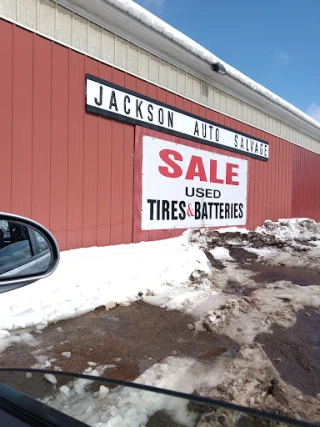 JACKSON AUTO SALVAGE
SALE
USED
TIRES & BATTERIES